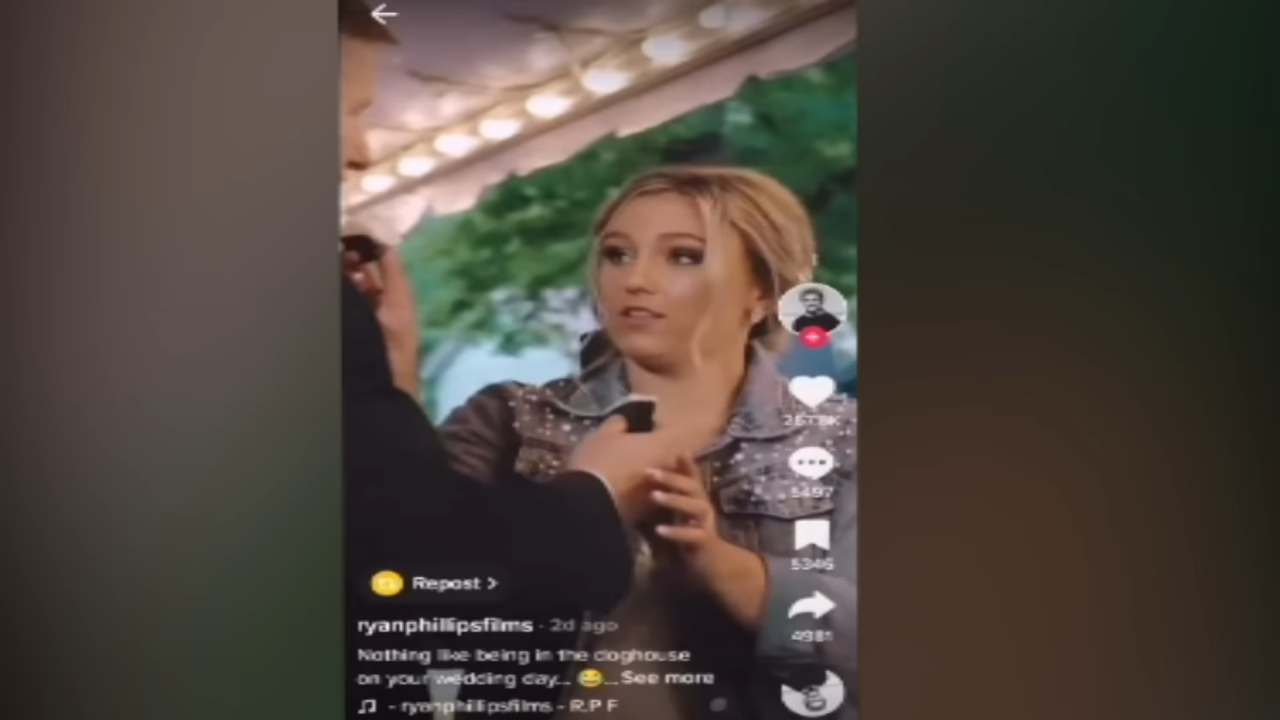 5497
5346
4981
Repost >
ryanphillipsfilms · 2d ago
Nothing like being in the doghouse
on your wedding day... 😂... See more
- ryanphillipsfilms - R.P F